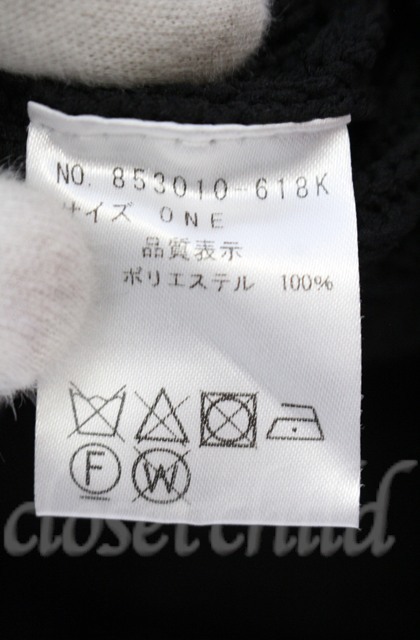 NO. 853010-618K
サイズ ONE
品質表示
ポリエステル 100%
F W
closet child